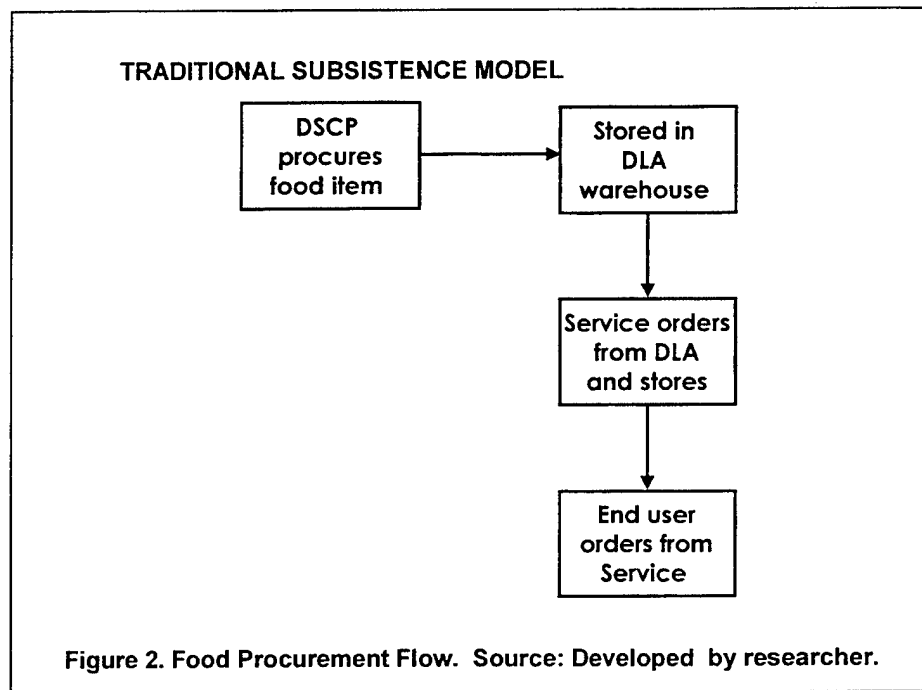 TRADITIONAL SUBSISTENCE MODEL
DSCP
procures
food item
Stored in
DLA
warehouse
Service orders
from DLA
and stores
End user
orders from
Service
Figure 2. Food Procurement Flow. Source: Developed by researcher.